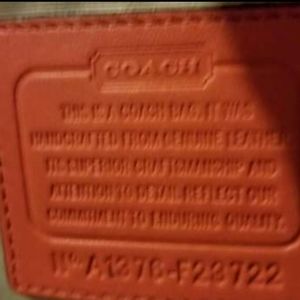 COACH
THIS IS A COACH BAG. IT WAS
HANDCRAFTED FROM GENUINE LEATHER.
ITS SUPERIOR CRAFTSMANSHIP AND
ATTENTION TO DETAIL REFLECT OUR
COMMITMENT TO ENDURING QUALITY.
Nº A1376-F23722